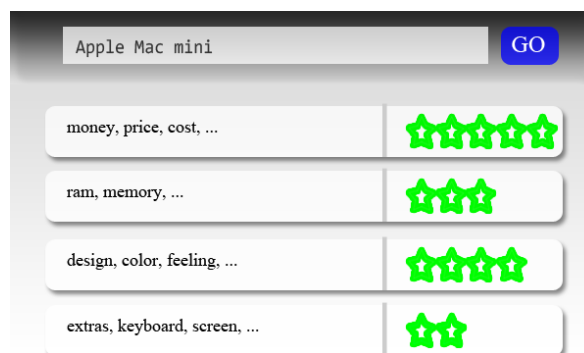 Apple Mac mini
GO
money, price, cost, ...
ram, memory, ...
design, color, feeling, ...
extras, keyboard, screen, ...